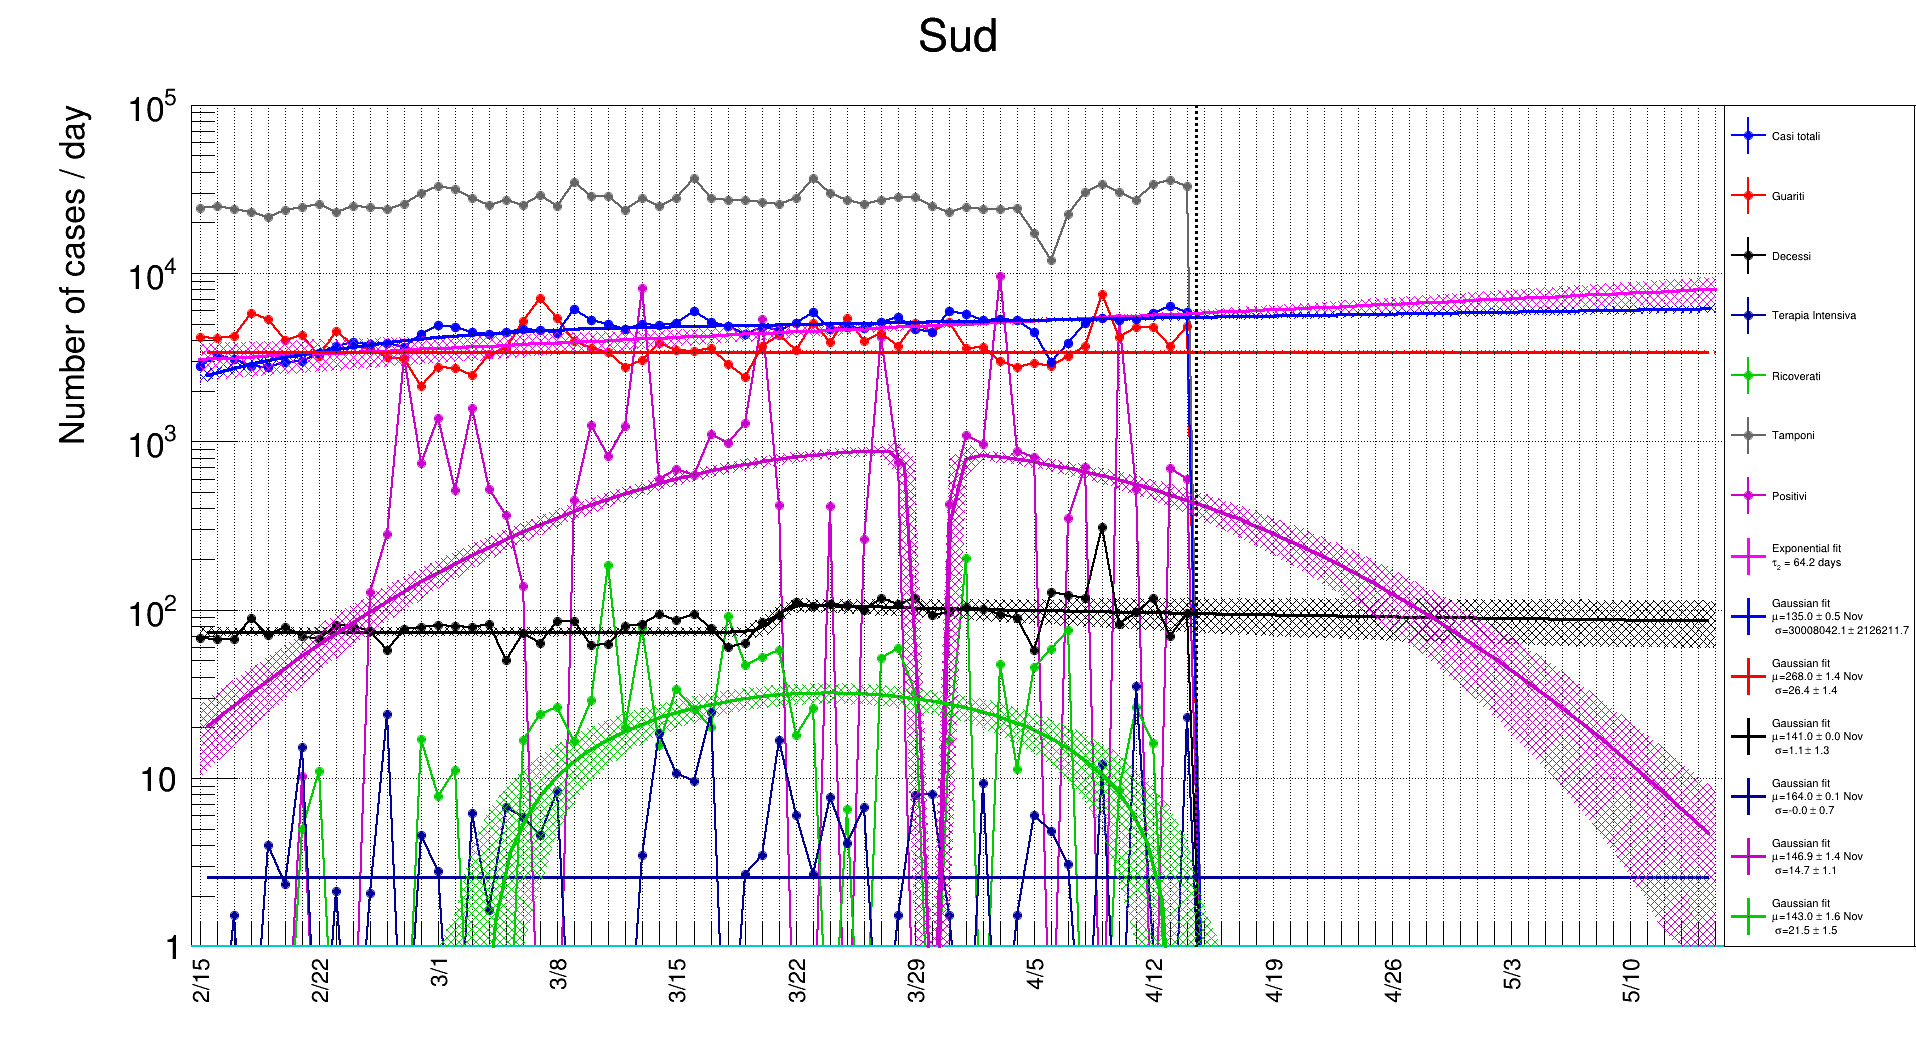 Sud
Number of cases / day
10^5
10^4
10^3
10^2
10
1
2/15 2/22 3/1 3/8 3/15 3/22 3/29 4/5 4/12 4/19 4/26 5/3 5/10
Casi totali
Guariti
Decessi
Terapia Intensiva
Ricoverati
Tamponi
Positivi
Exponential fit
τ₂ = 64.2 days
Gaussian fit
μ=135.0 ± 0.5 Nov
σ=30008042.1 ± 2126211.7
Gaussian fit
μ=268.0 ± 1.4 Nov
σ=26.4 ± 1.4
Gaussian fit
μ=141.0 ± 0.0 Nov
σ=1.1 ± 1.3
Gaussian fit
μ=164.0 ± 0.1 Nov
σ=-0.0 ± 0.7
Gaussian fit
μ=146.9 ± 1.4 Nov
σ=14.7 ± 1.1
Gaussian fit
μ=143.0 ± 1.6 Nov
σ=21.5 ± 1.5